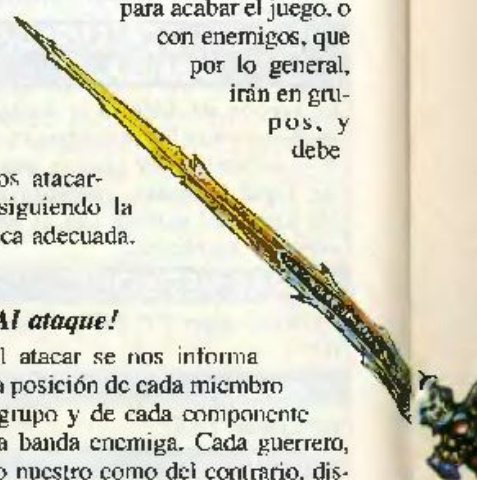 para acabar el juego, o
con enemigos, que
por lo general,
irán en gru-
pos, y
debe
os atacar-
siguiendo la
ca adecuada.
Al ataque!
l atacar se nos informa
a posición de cada miembro
grupo y de cada componente
a banda enemiga. Cada guerrero,
o nuestro como del contrario, dis-